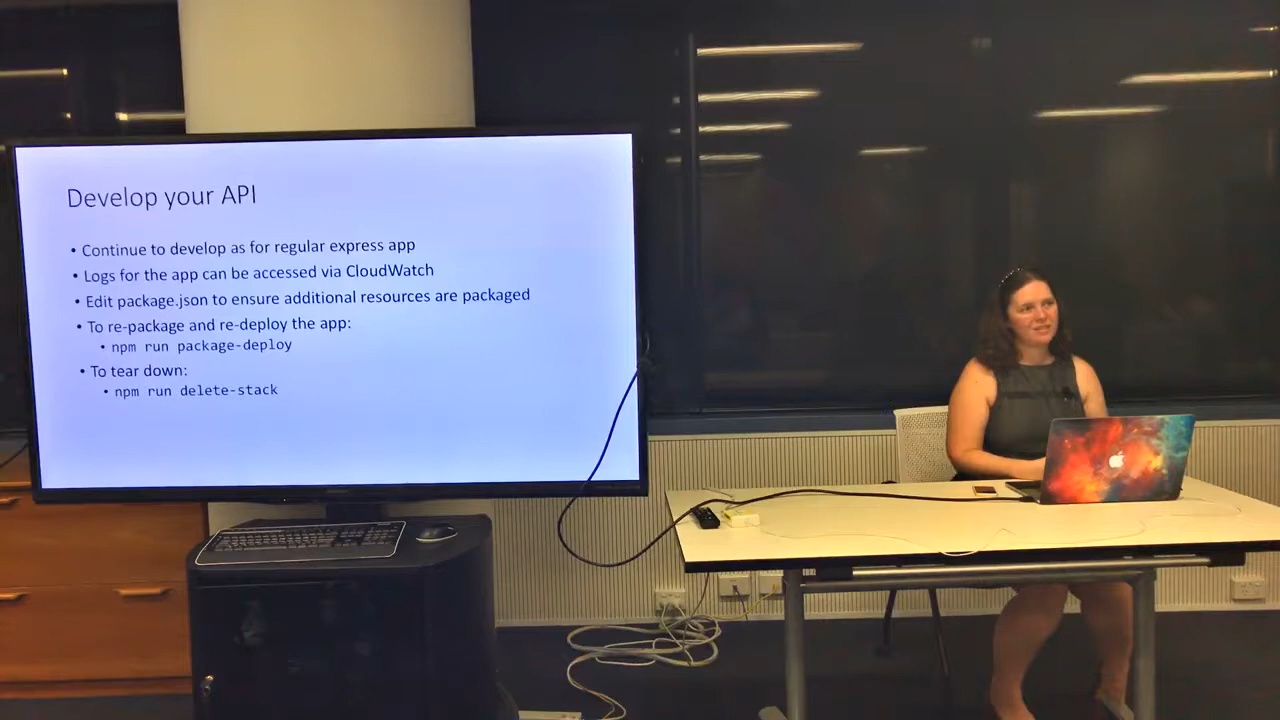 Develop your API
• Continue to develop as for regular express app
• Logs for the app can be accessed via CloudWatch
• Edit package.json to ensure additional resources are packaged
• To re-package and re-deploy the app:
• npm run package-deploy
• To tear down:
• npm run delete-stack